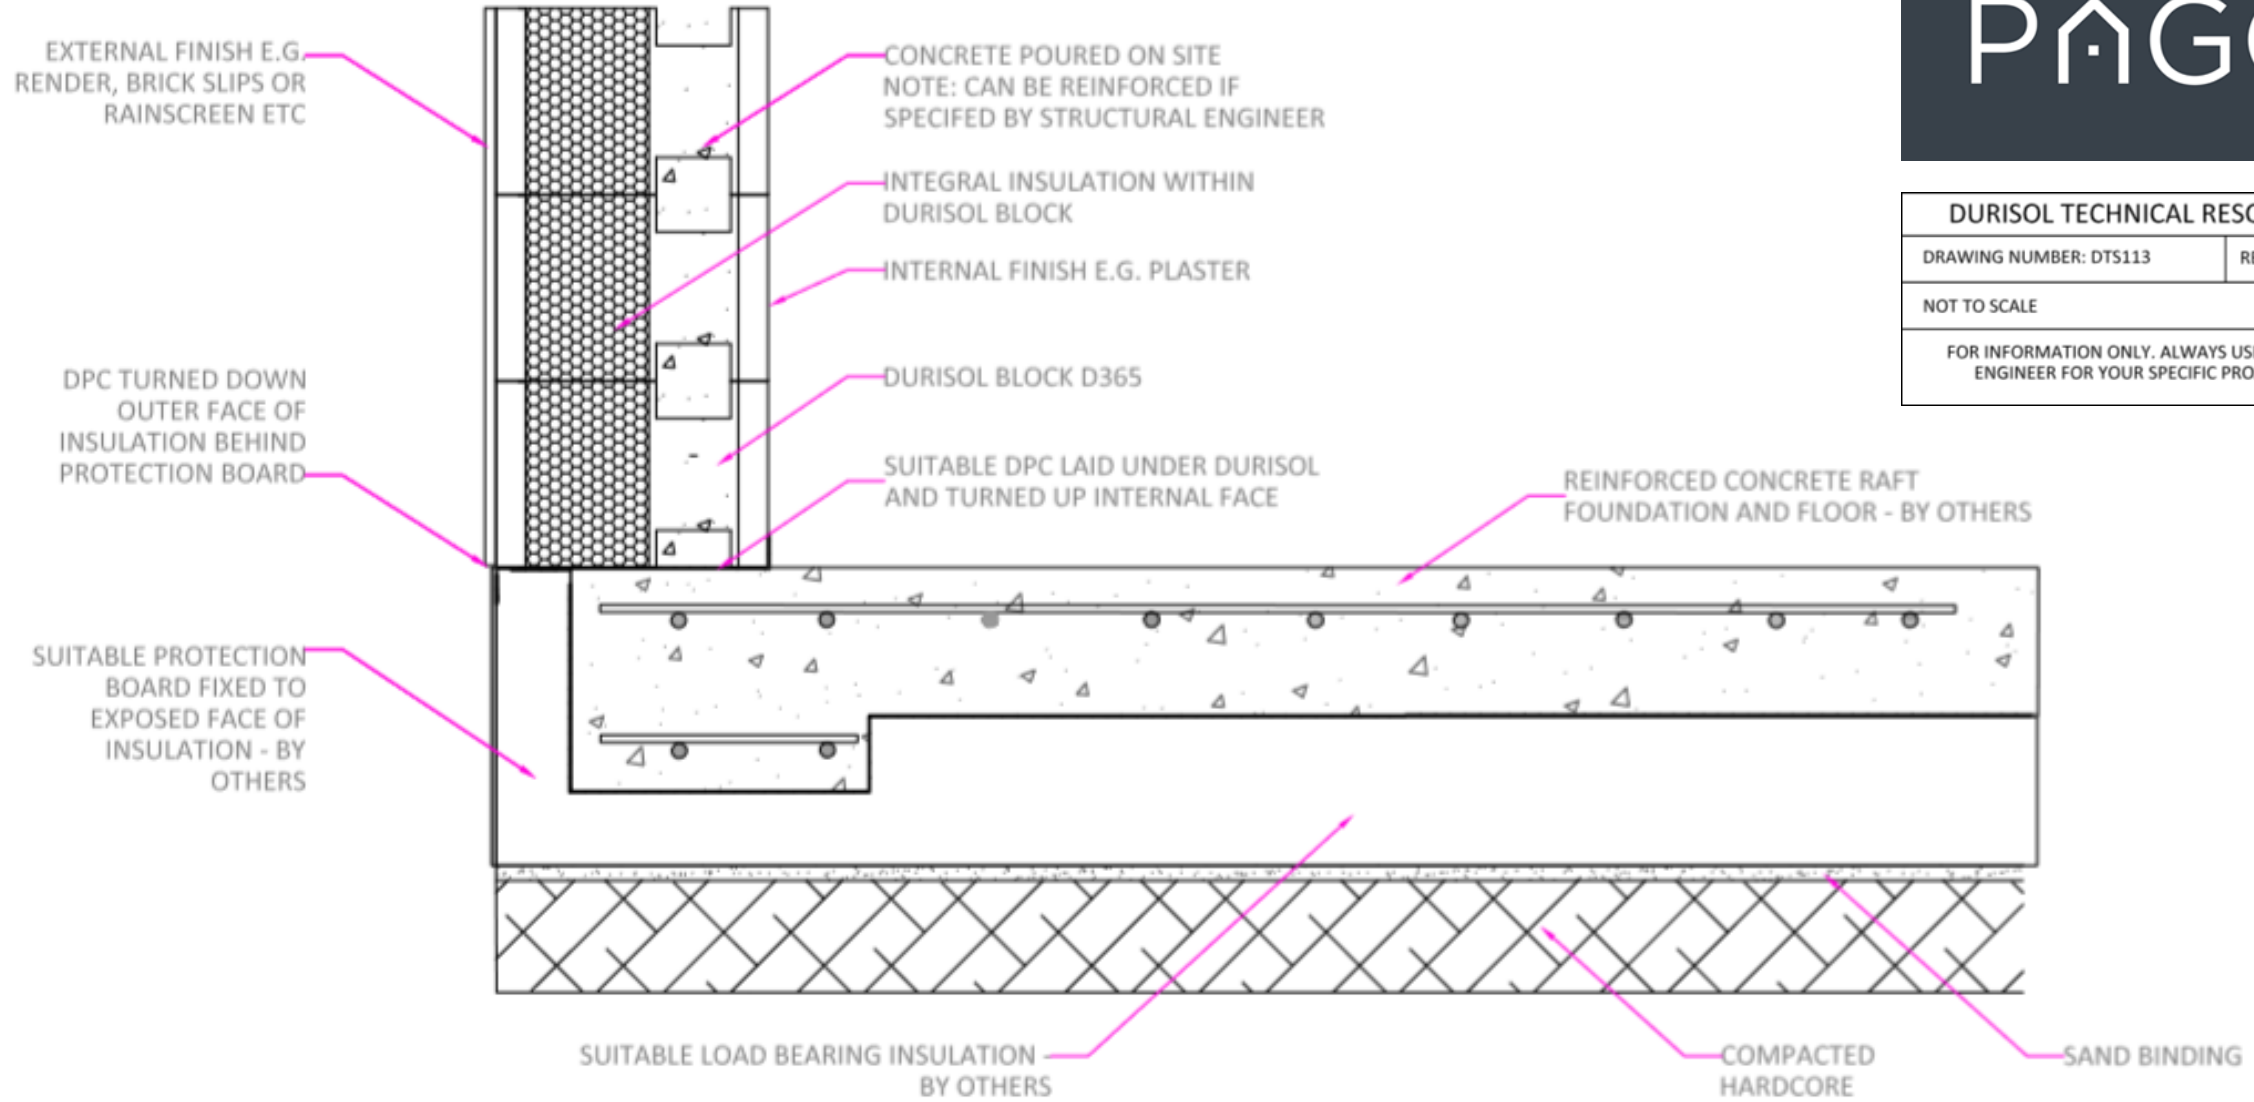 EXTERNAL FINISH E.G.
RENDER, BRICK SLIPS OR
RAINSCREEN ETC
DPC TURNED DOWN
OUTER FACE OF
INSULATION BEHIND
PROTECTION BOARD
SUITABLE PROTECTION
BOARD FIXED TO
EXPOSED FACE OF
INSULATION - BY
OTHERS
CONCRETE POURED ON SITE
NOTE: CAN BE REINFORCED IF
SPECIFED BY STRUCTURAL ENGINEER
INTEGRAL INSULATION WITHIN
DURISOL BLOCK
INTERNAL FINISH E.G. PLASTER
DURISOL BLOCK D365
SUITABLE DPC LAID UNDER DURISOL
AND TURNED UP INTERNAL FACE
REINFORCED CONCRETE RAFT
FOUNDATION AND FLOOR - BY OTHERS
SUITABLE LOAD BEARING INSULATION -
BY OTHERS
COMPACTED
HARDCORE
SAND BINDING
PAG
DURISOL TECHNICAL
DRAWING NUMBER: DTS113
NOT TO SCALE
FOR INFORMATION ONLY. ALWAYS
ENGINEER FOR YOUR SPECIFIC